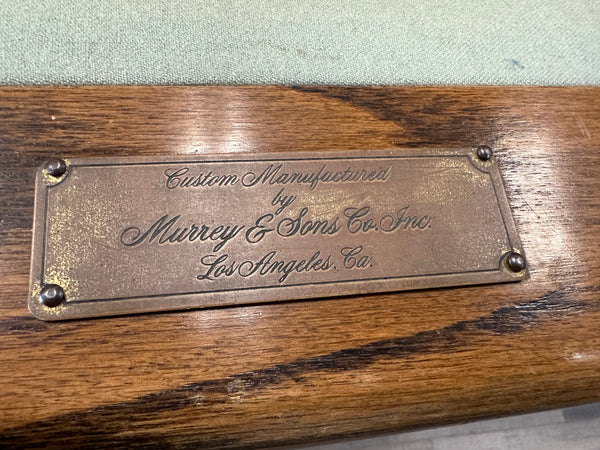 Custom Manufactured
by
Murrey & Sons Co. Inc.
Los Angeles, Ca.